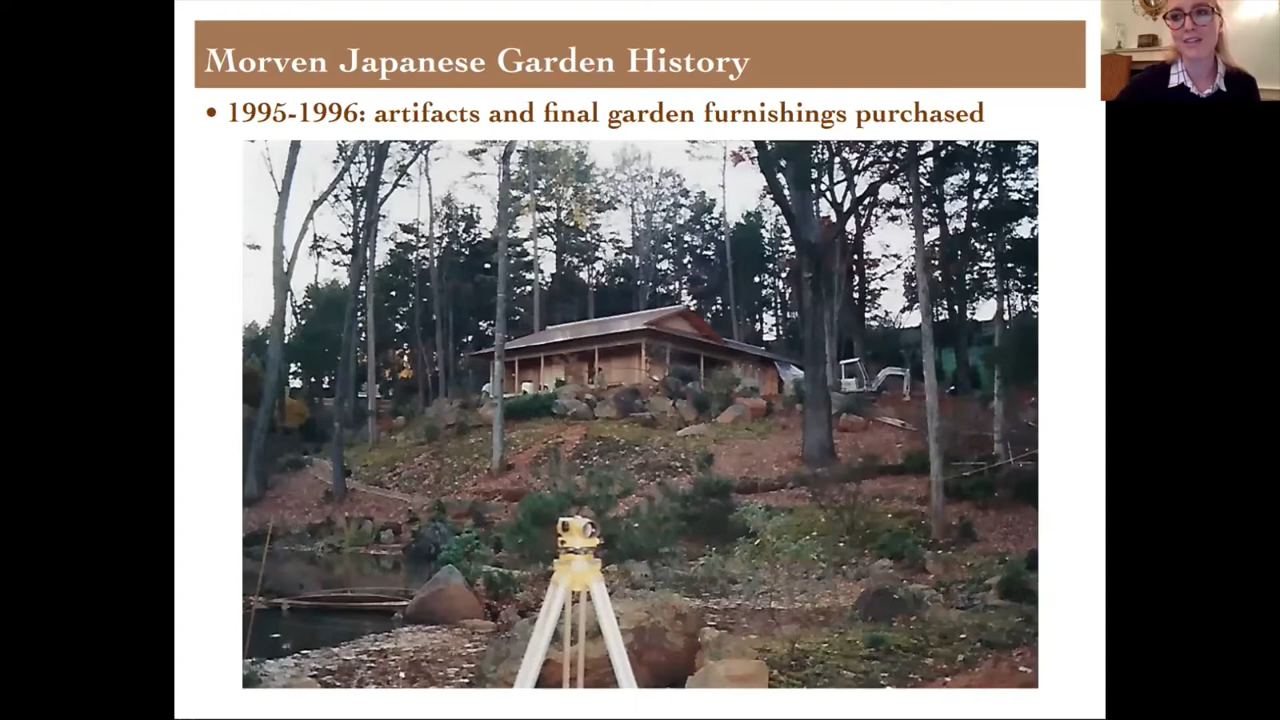 Morven Japanese Garden History
• 1995-1996: artifacts and final garden furnishings purchased